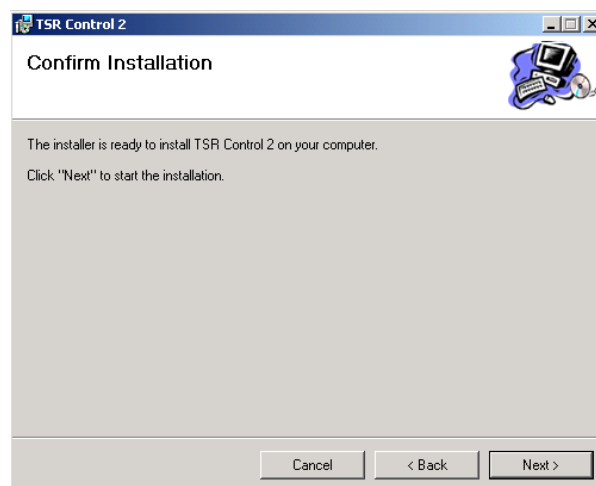 TSR Control 2
Confirm Installation
The installer is ready to install TSR Control 2 on your computer.
Click "Next" to start the installation.
Cancel
< Back
Next >